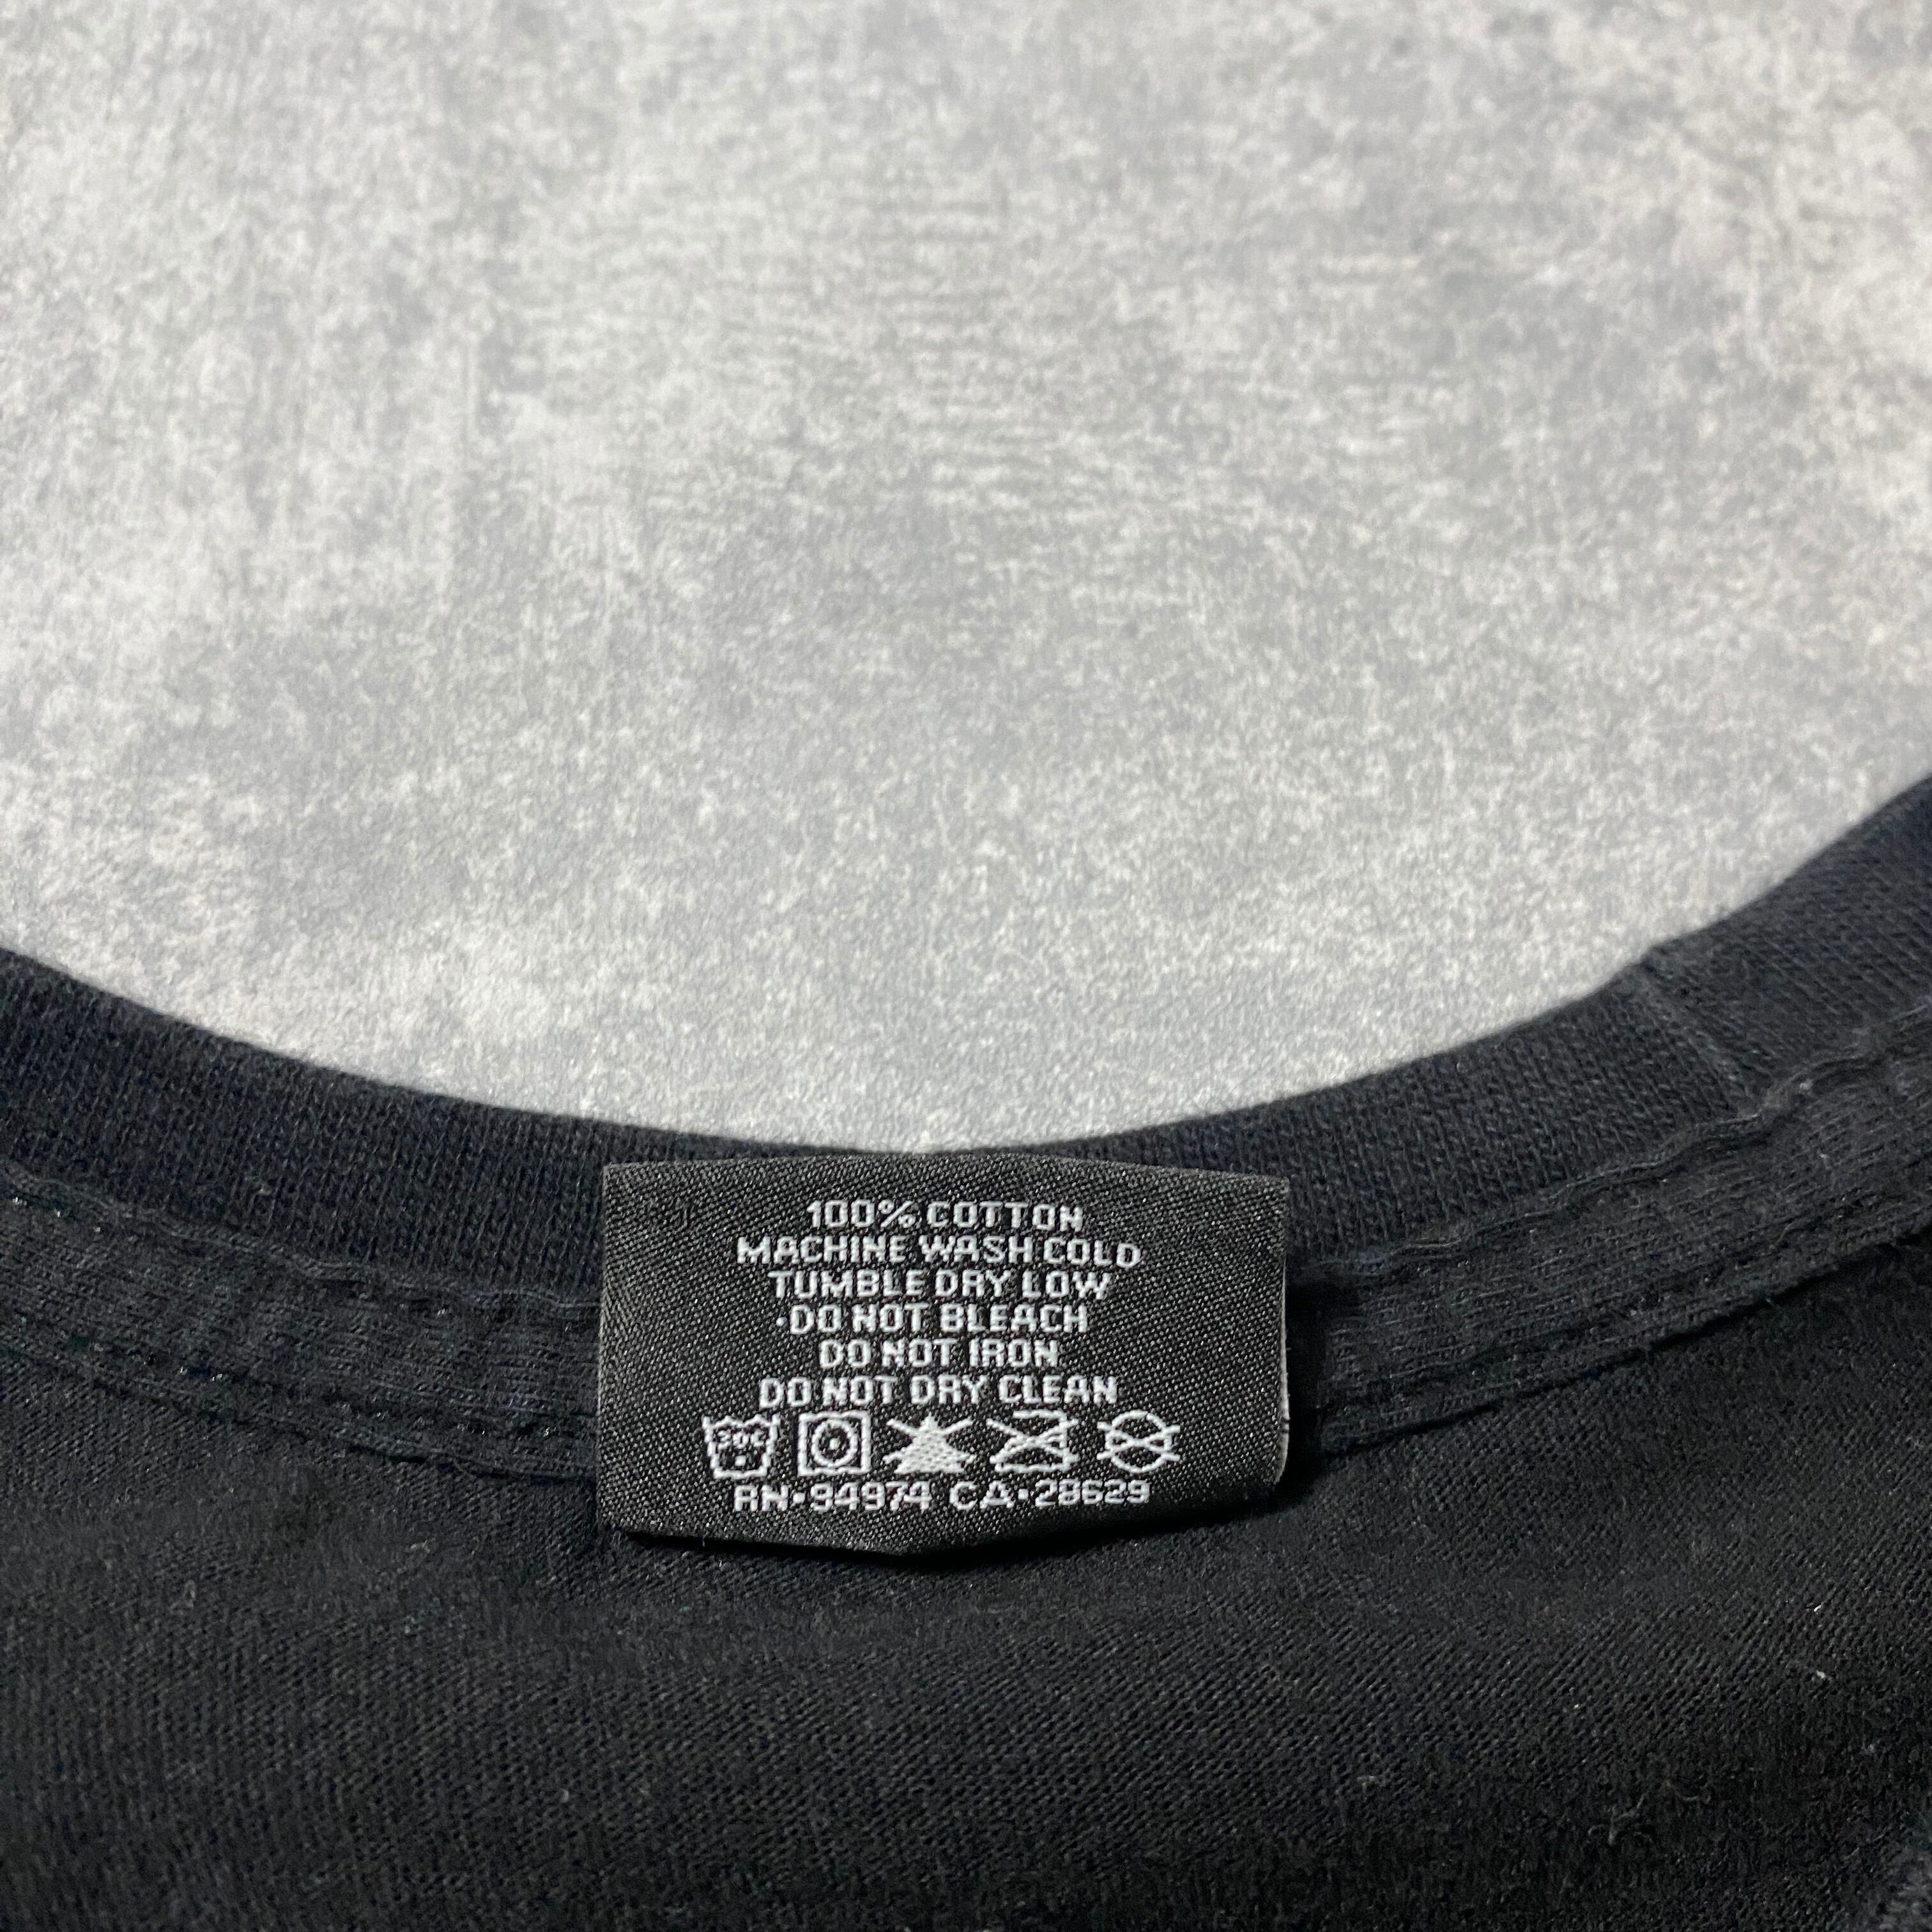 100% COTTON
MACHINE WASH COLD
TUMBLE DRY LOW
·DO NOT BLEACH
DO NOT IRON
DO NOT DRY CLEAN
30C
RN·94974 CA·28629